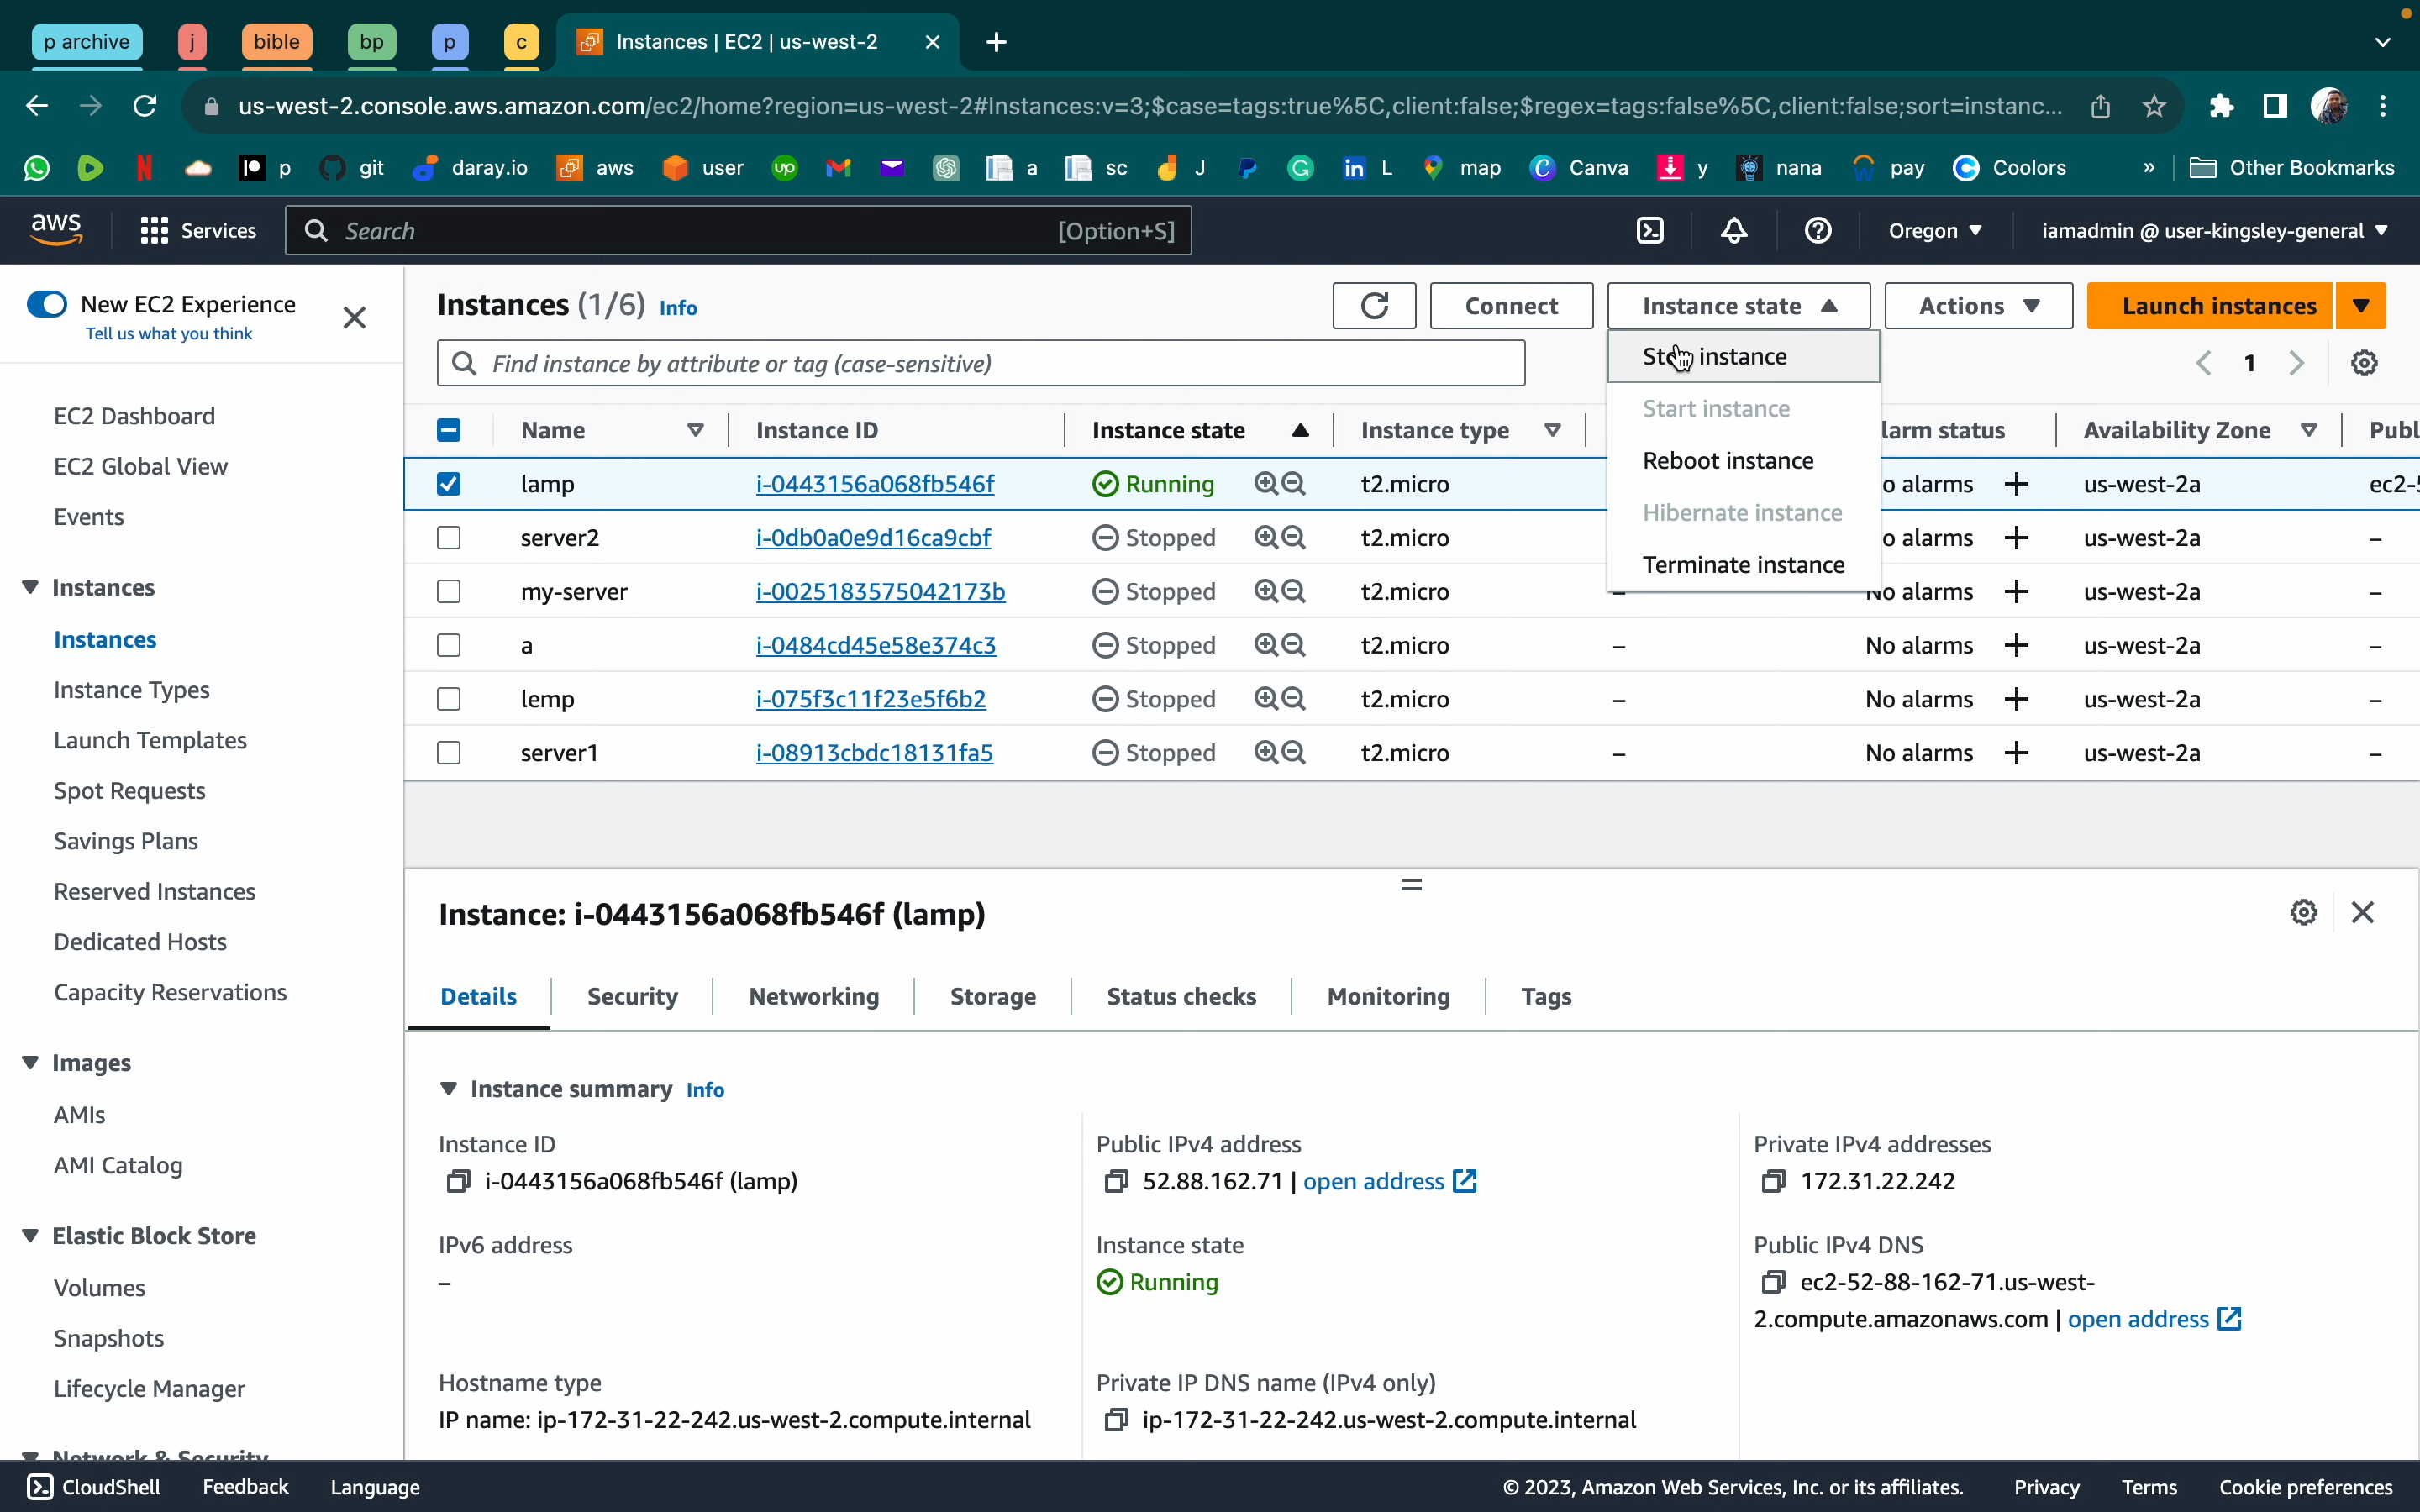 p archive j bible bp p c Instances | EC2 | us-west-2
us-west-2.console.aws.amazon.com/ec2/home?region=us-west-2#Instances:v=3;$case=tags:true%5C,client:false;$regex=tags:false%5C,client:false;sort=instanc...
p git daray.io aws user up a sc J L map Canva y nana pay Coolors » Other Bookmarks
aws Services Search [Option+S] Oregon iamadmin @ user-kingsley-general
New EC2 Experience
Tell us what you think
EC2 Dashboard
EC2 Global View
Events
Instances
Instances
Instance Types
Launch Templates
Spot Requests
Savings Plans
Reserved Instances
Dedicated Hosts
Capacity Reservations
Images
AMIs
AMI Catalog
Elastic Block Store
Volumes
Snapshots
Lifecycle Manager
Network & Security
Instances (1/6) Info Connect Instance state Actions Launch instances
Find instance by attribute or tag (case-sensitive) 1
instance
Start instance
Reboot instance
Hibernate instance
Terminate instance
Name Instance ID Instance state Instance type larm status Availability Zone Publ
lamp i-0443156a068fb546f Running t2.micro o alarms + us-west-2a ec2-5
server2 i-0db0a0e9d16ca9cbf Stopped t2.micro o alarms + us-west-2a –
my-server i-0025183575042173b Stopped t2.micro – No alarms + us-west-2a –
a i-0484cd45e58e374c3 Stopped t2.micro – No alarms + us-west-2a –
lemp i-075f3c11f23e5f6b2 Stopped t2.micro – No alarms + us-west-2a –
server1 i-08913cbdc18131fa5 Stopped t2.micro – No alarms + us-west-2a –
Instance: i-0443156a068fb546f (lamp)
Details Security Networking Storage Status checks Monitoring Tags
Instance summary Info
Instance ID
i-0443156a068fb546f (lamp)
Public IPv4 address
52.88.162.71 | open address
Private IPv4 addresses
172.31.22.242
IPv6 address
–
Instance state
Running
Public IPv4 DNS
ec2-52-88-162-71.us-west-
2.compute.amazonaws.com | open address
Hostname type
IP name: ip-172-31-22-242.us-west-2.compute.internal
Private IP DNS name (IPv4 only)
ip-172-31-22-242.us-west-2.compute.internal
CloudShell Feedback Language © 2023, Amazon Web Services, Inc. or its affiliates. Privacy Terms Cookie preferences